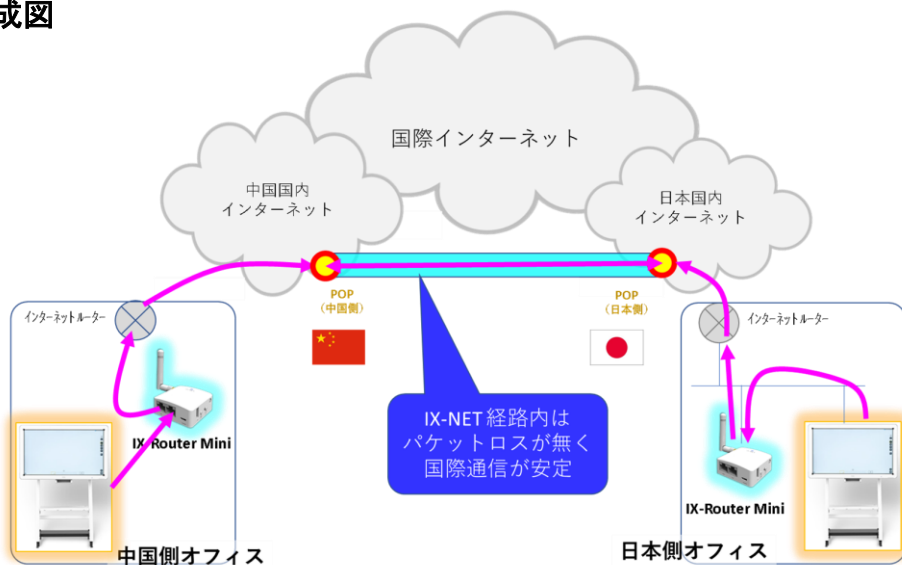 成図
国際インターネット
中国国内
インターネット
日本国内
インターネット
POP
（中国側）
POP
（日本側）
インターネットルーター
インターネットルーター
IX-NET 経路内は
パケットロスが無く
国際通信が安定
IX-Router Mini
IX-Router Mini
中国側オフィス
日本側オフィス